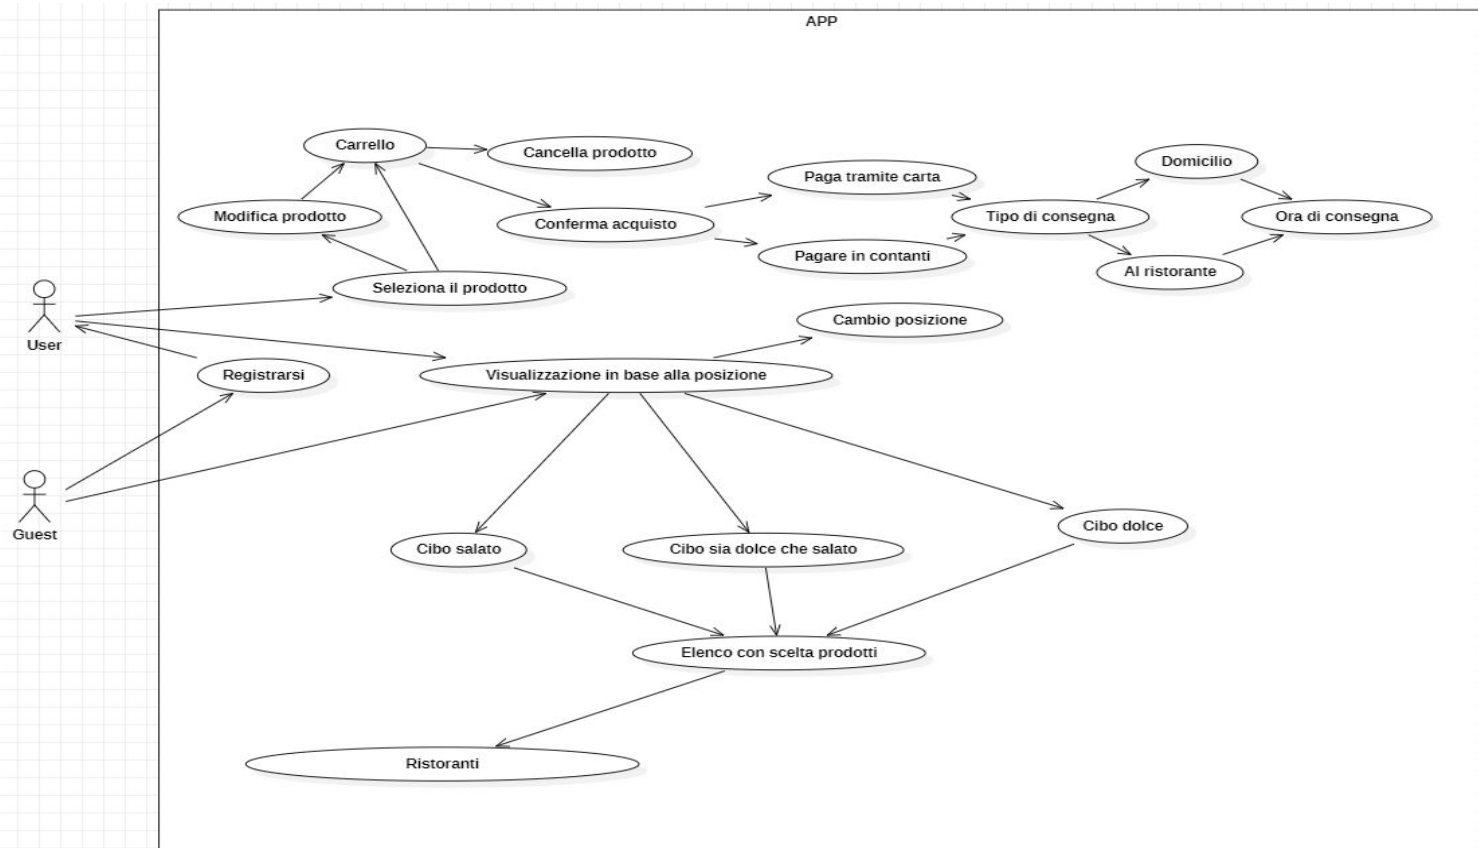 APP
Carrello
Cancella prodotto
Domicilio
Paga tramite carta
Modifica prodotto
Conferma acquisto
Tipo di consegna
Ora di consegna
Pagare in contanti
Al ristorante
Seleziona il prodotto
Cambio posizione
User
Registrarsi
Visualizzazione in base alla posizione
Guest
Cibo dolce
Cibo salato
Cibo sia dolce che salato
Elenco con scelta prodotti
Ristoranti